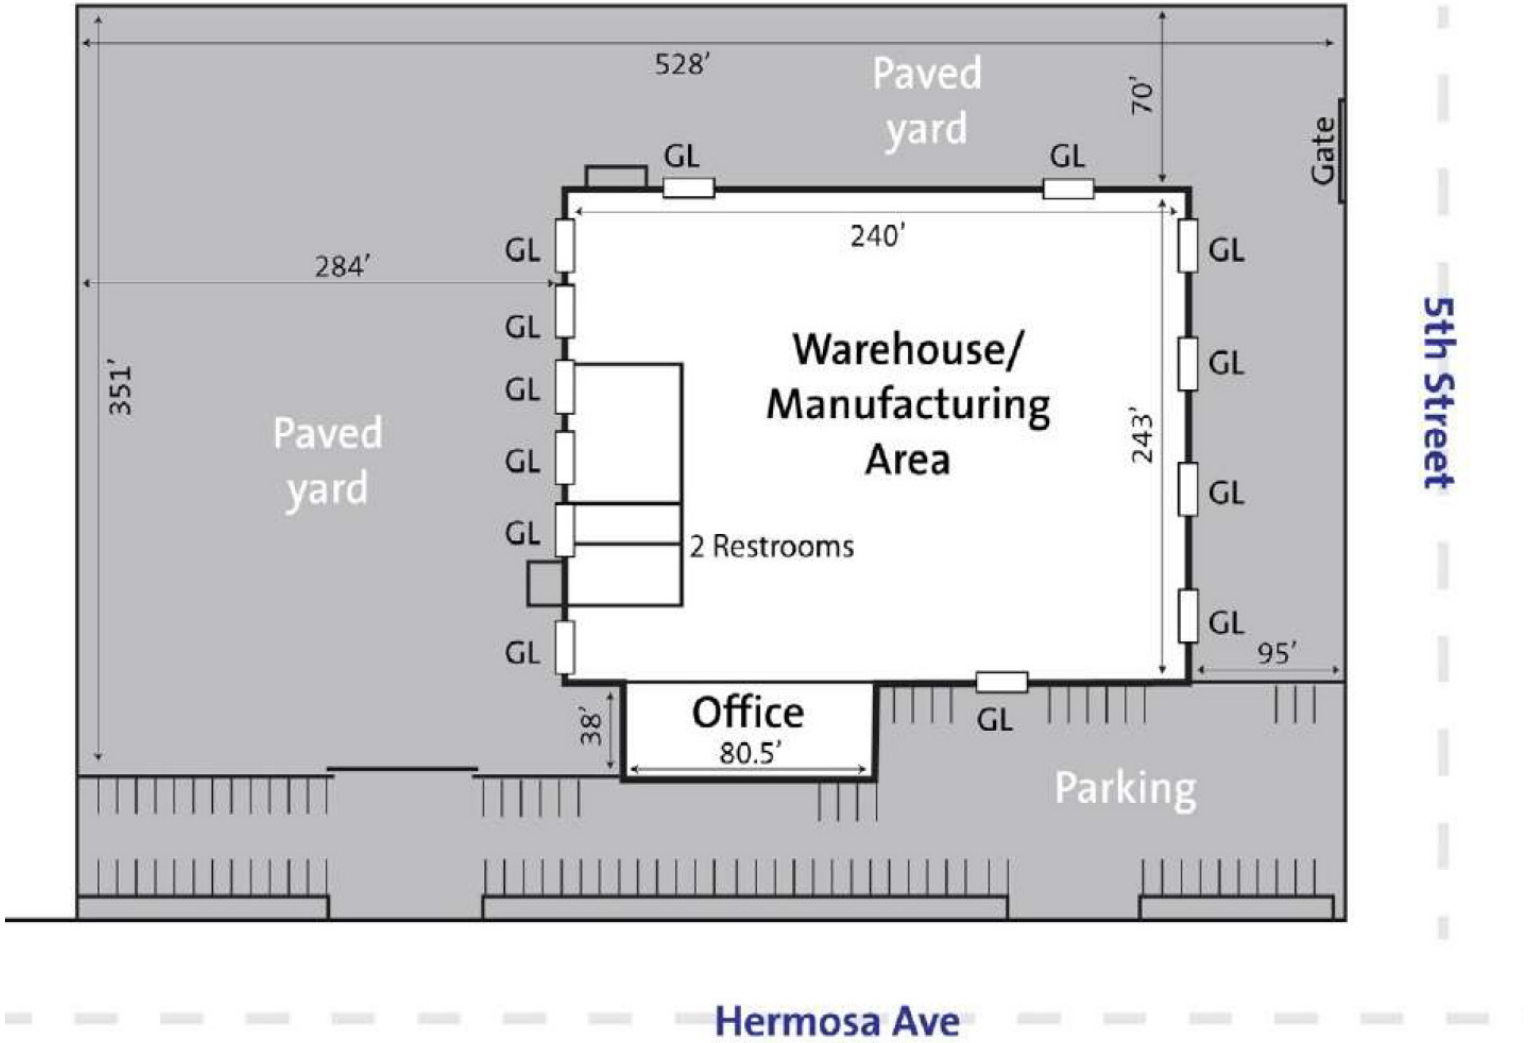 528’
Paved
yard
70’
Gate
GL
GL
240’
GL
GL
284’
GL
5th Street
Warehouse/
Manufacturing
Area
GL
351’
GL
243’
Paved
yard
GL
GL
GL
2 Restrooms
GL
GL
GL
95’
Office
80.5’
38’
GL
Parking
Hermosa Ave